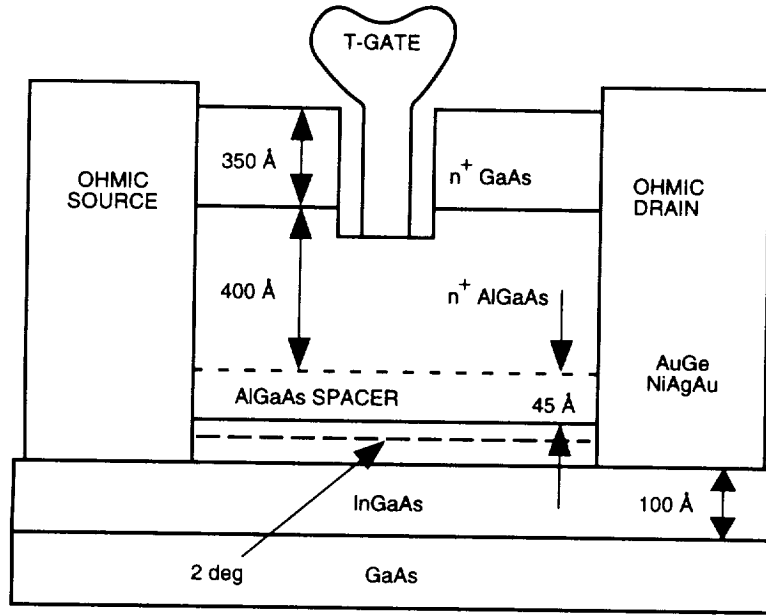 T-GATE
350 Å
n+ GaAs
OHMIC
SOURCE
OHMIC
DRAIN
400 Å
n+ AlGaAs
AuGe
NiAgAu
AlGaAs SPACER
45 Å
InGaAs
100 Å
2 deg
GaAs